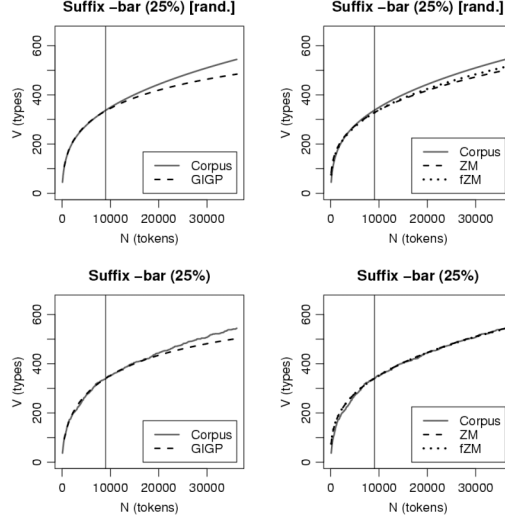 Suffix −bar (25%) [rand.]
V (types)
600
400
200
0
Corpus
GIGP
0 10000 20000 30000
N (tokens)
Suffix −bar (25%) [rand.]
V (types)
600
400
200
0
Corpus
ZM
fZM
0 10000 20000 30000
N (tokens)
Suffix −bar (25%)
V (types)
600
400
200
0
Corpus
GIGP
0 10000 20000 30000
N (tokens)
Suffix −bar (25%)
V (types)
600
400
200
0
Corpus
ZM
fZM
0 10000 20000 30000
N (tokens)